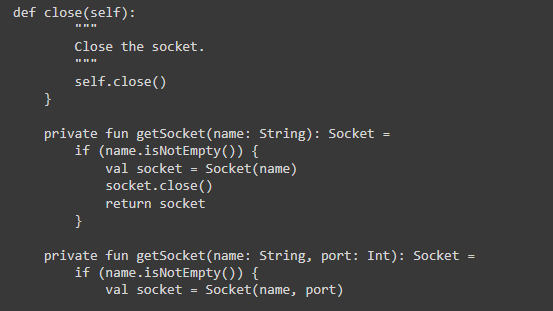 def close(self):
        """
        Close the socket.
        """
        self.close()
    }

    private fun getSocket(name: String): Socket =
        if (name.isNotEmpty()) {
            val socket = Socket(name)
            socket.close()
            return socket
        }

    private fun getSocket(name: String, port: Int): Socket =
        if (name.isNotEmpty()) {
            val socket = Socket(name, port)